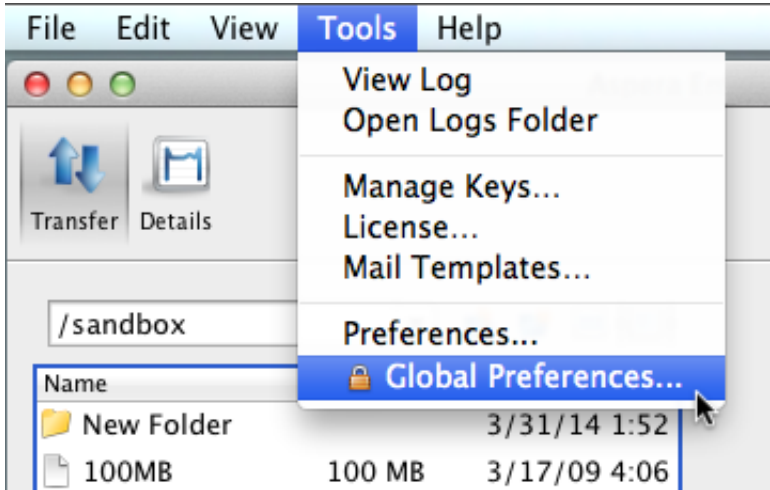 File Edit View Tools Help
View Log
Open Logs Folder
Manage Keys...
License...
Mail Templates...
Preferences...
Global Preferences...
Transfer Details
/sandbox
Name
New Folder 3/31/14 1:52
100MB 100 MB 3/17/09 4:06